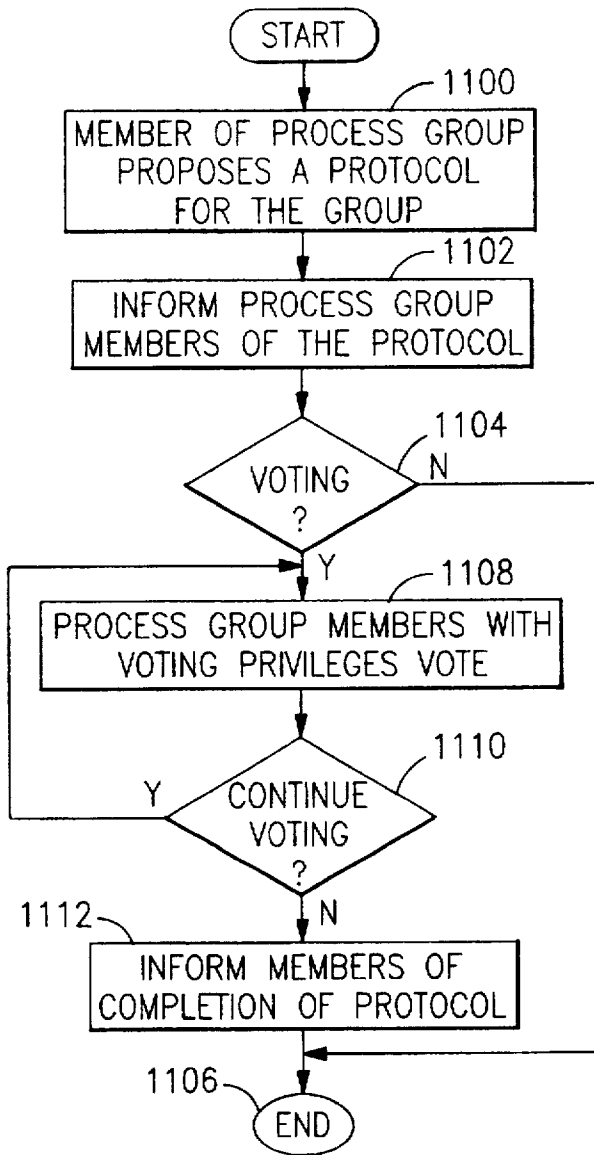 START
1100
MEMBER OF PROCESS GROUP
PROPOSES A PROTOCOL
FOR THE GROUP
1102
INFORM PROCESS GROUP
MEMBERS OF THE PROTOCOL
1104
VOTING
?
N
Y
1108
PROCESS GROUP MEMBERS WITH
VOTING PRIVILEGES VOTE
1110
Y
CONTINUE
VOTING
?
N
1112
INFORM MEMBERS OF
COMPLETION OF PROTOCOL
1106
END